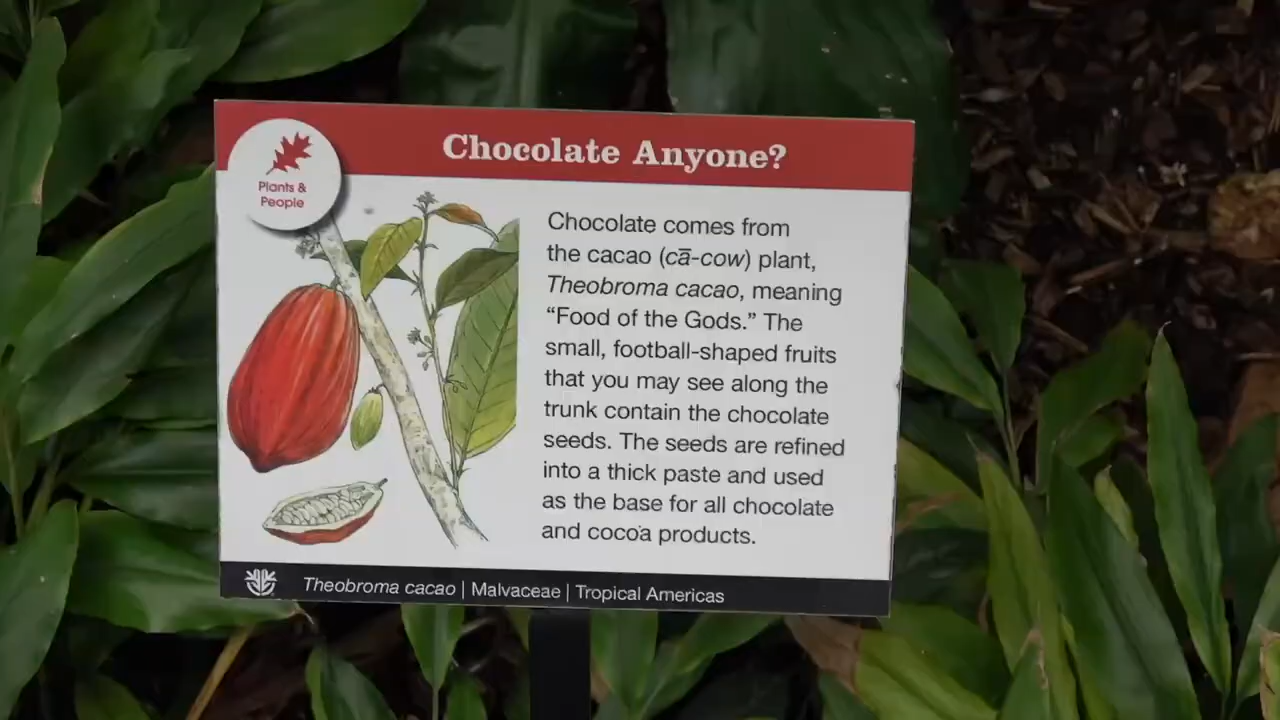 Chocolate Anyone?
Plants &
People
Chocolate comes from
the cacao (cā-cow) plant,
Theobroma cacao, meaning
“Food of the Gods.” The
small, football-shaped fruits
that you may see along the
trunk contain the chocolate
seeds. The seeds are refined
into a thick paste and used
as the base for all chocolate
and cocoa products.
Theobroma cacao | Malvaceae | Tropical Americas